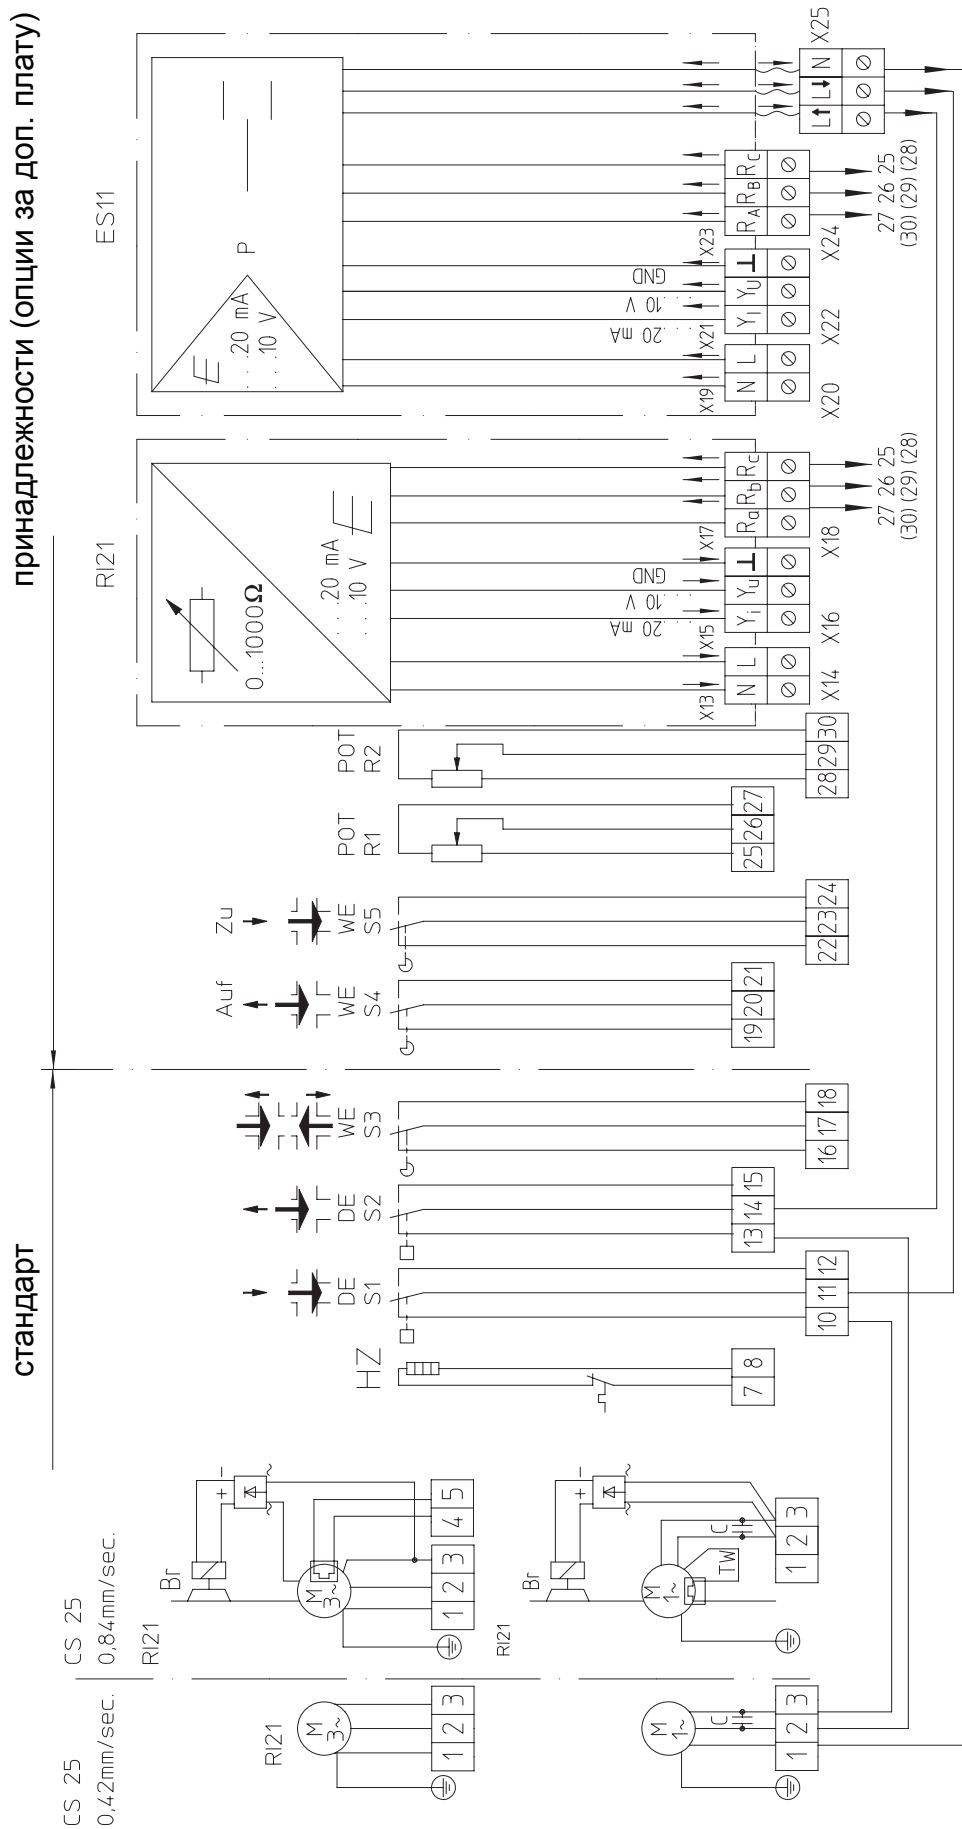 стандарт
принадлежности (опции за доп. плату)
CS 25
0,42mm/sec.
CS 25
0,84mm/sec.
RI21
RI21
M
3~
1 2 3
M
1~
C
1 2 3
Br
+ -
~ ~
M
3~
1 2 3
4 5
RI21
Br
+ -
~ ~
M
1~
TW
C
1 2 3
HZ
7 8
DE
S1
10 11 12
DE
S2
13 14 15
WE
S3
16 17 18
Auf
WE
S4
19 20 21
Zu
WE
S5
22 23 24
POT
R1
25 26 27
POT
R2
28 29 30
RI21
0...1000Ω
...20 mA
...10 V
E
20 mA
10 V
GND
X13
X15
X17
N L
Yi Yu ⊥
Ra Rb Rc
X14
X16
X18
27 26 25
(30) (29) (28)
ES11
E
...20 mA
...10 V
P
20 mA
10 V
GND
X19
X21
X23
N L
YI YU ⊥
RA RB RC
X20
X22
X24
27 26 25
(30) (29) (28)
L↑ L↓ N
X25